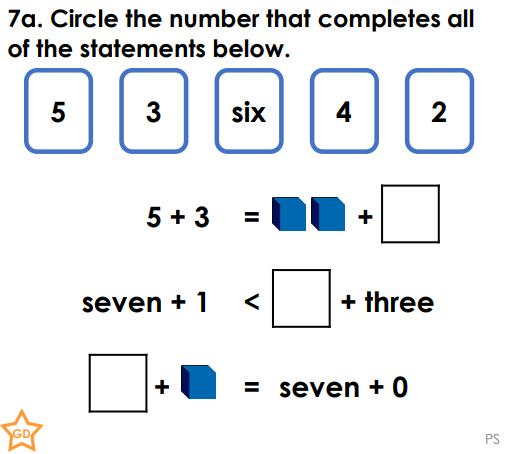 7a. Circle the number that completes all
of the statements below.
5 3 six 4 2
5 + 3 = +
seven + 1 < + three
+ = seven + 0
GD
PS